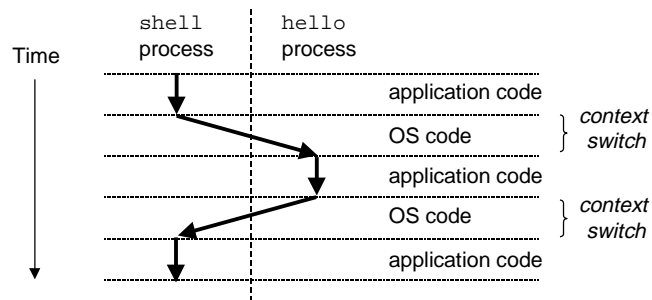 shell hello
process process
Time
application code
OS code } context switch
application code
OS code } context switch
application code